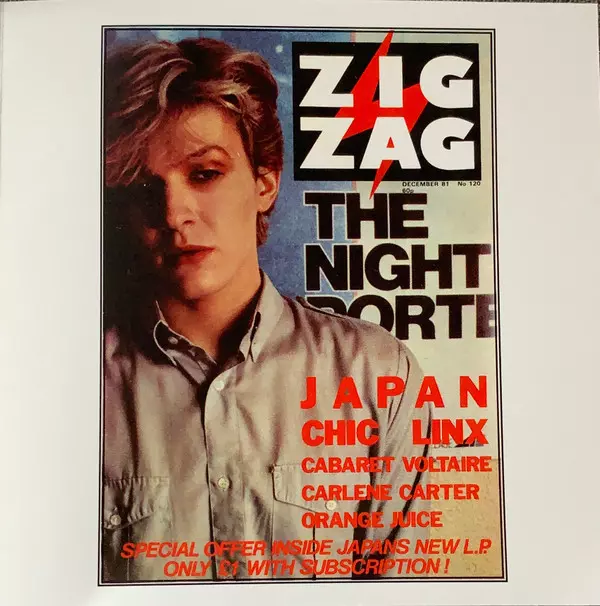 ZIG
ZAG
DECEMBER 81 No 120
60p
THE
NIGHT
PORTE
JAPAN
CHIC LINX
CABARET VOLTAIRE
CARLENE CARTER
ORANGE JUICE
SPECIAL OFFER INSIDE JAPANS NEW L.P.
ONLY £1 WITH SUBSCRIPTION!